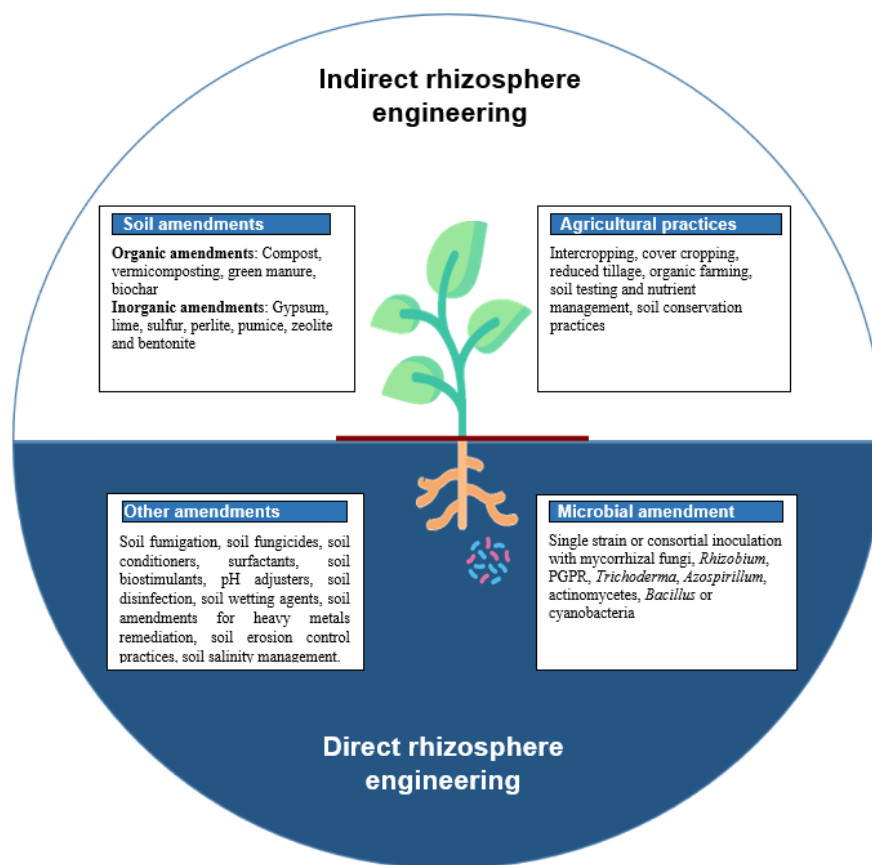 Indirect rhizosphere
engineering
Soil amendments
Organic amendments: Compost,
vermicomposting, green manure,
biochar
Inorganic amendments: Gypsum,
lime, sulfur, perlite, pumice, zeolite
and bentonite
Agricultural practices
Intercropping, cover cropping,
reduced tillage, organic farming,
soil testing and nutrient
management, soil conservation
practices
Other amendments
Soil fumigation, soil fungicides, soil
conditioners, surfactants, soil
biostimulants, pH adjusters, soil
disinfection, soil wetting agents, soil
amendments for heavy metals
remediation, soil erosion control
practices, soil salinity management.
Microbial amendment
Single strain or consortial inoculation
with mycorrhizal fungi, Rhizobium,
PGPR, Trichoderma, Azospirillum,
actinomycetes, Bacillus or
cyanobacteria
Direct rhizosphere
engineering